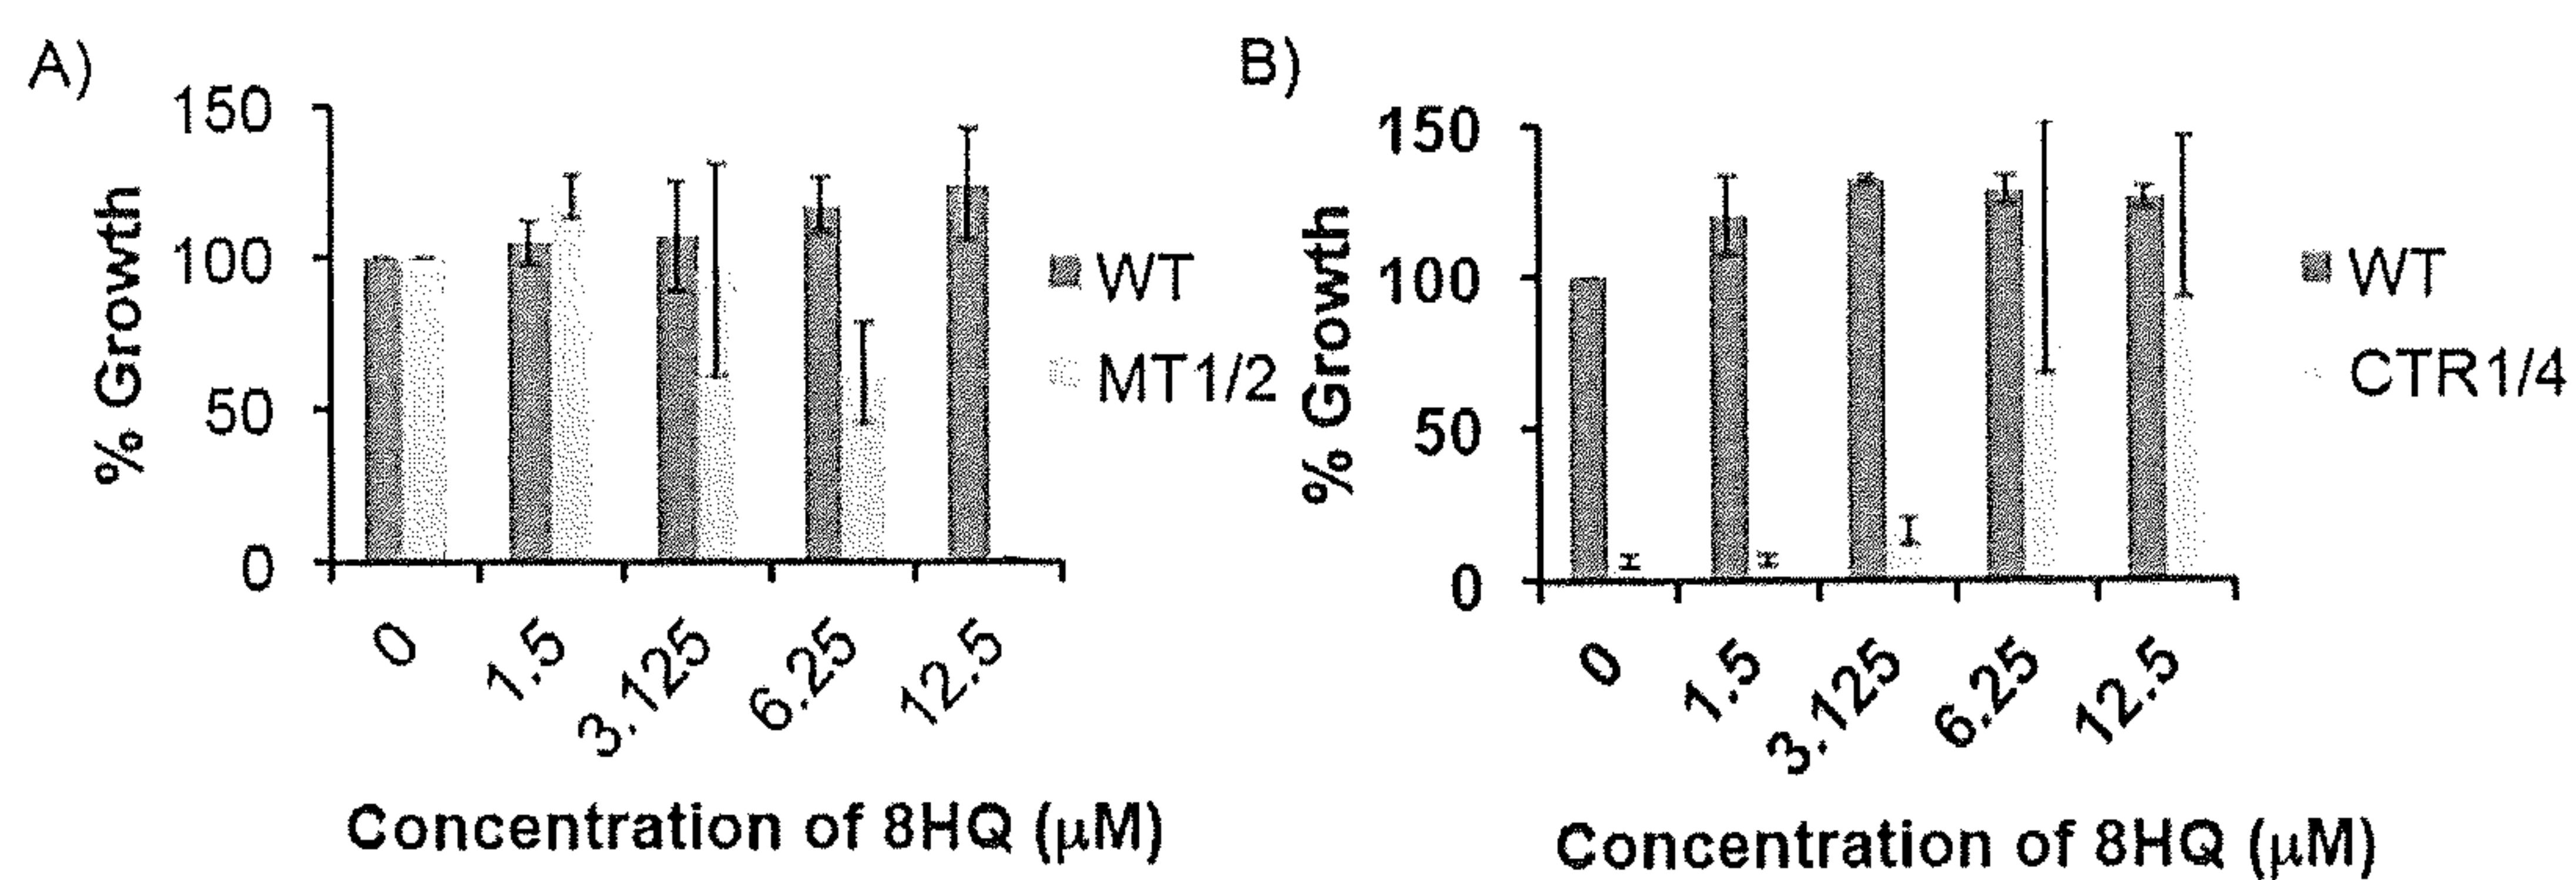 A)
150
100
50
0
% Growth
0
1.5
3.125
6.25
12.5
Concentration of 8HQ (μM)
WT
MT1/2
B)
150
100
50
0
% Growth
0
1.5
3.125
6.25
12.5
Concentration of 8HQ (μM)
WT
CTR1/4